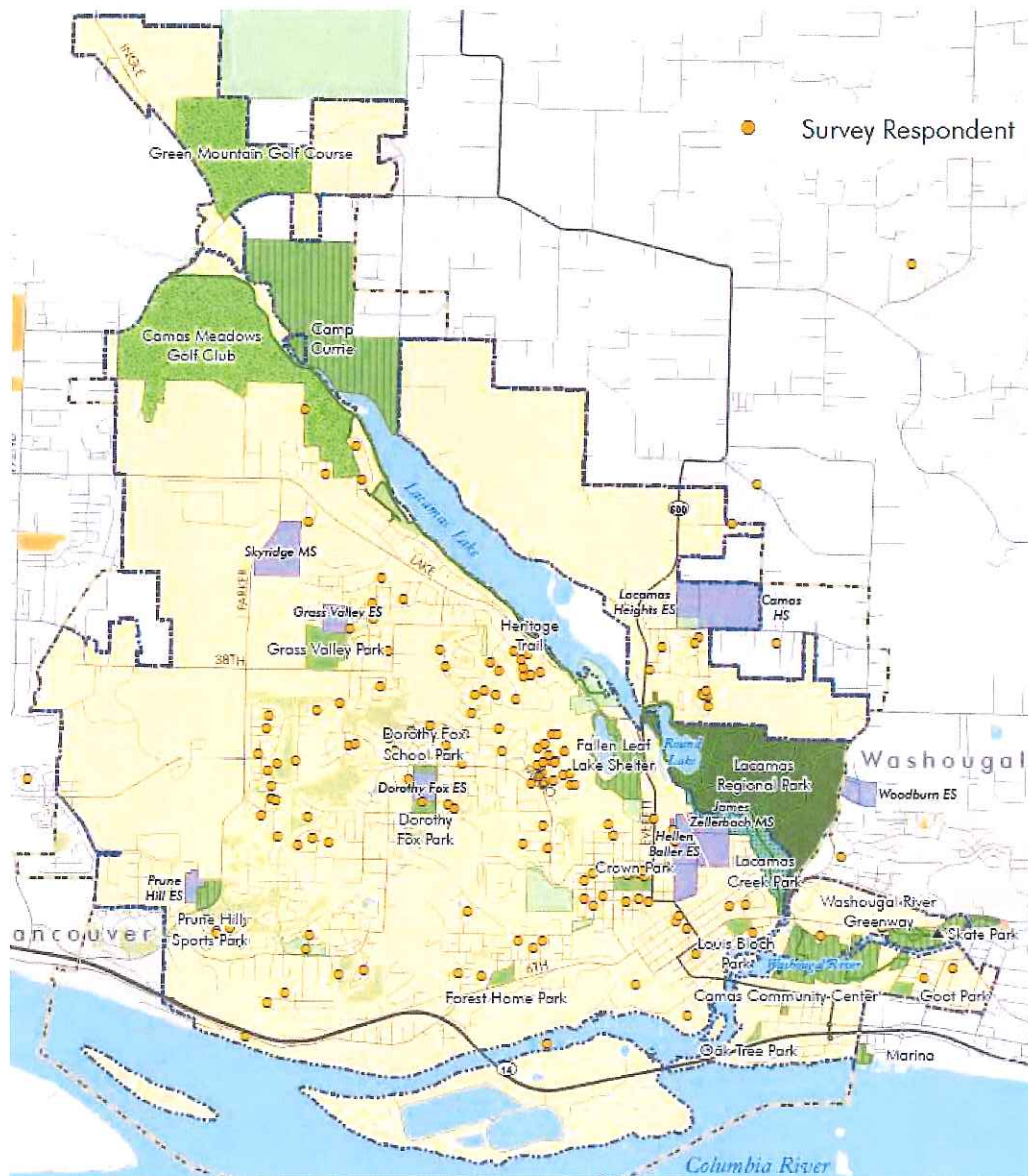 INGLE
Survey Respondent
Green Mountain Golf Course
Camas Meadows
Golf Club
Camp
Currie
Lacamas Lake
500
Skyridge MS
LAKE
PARKER
Lacamas
Heights ES
Camas
HS
Grass Valley ES
Heritage
Trail
Grass Valley Park
38TH
Dorothy Fox
School Park
Fallen Leaf
Lake Shelter
Round
Lake
Lacamas
Regional Park
Washougal
Dorothy Fox ES
Woodburn ES
Dorothy
Fox Park
James
Zellerbach MS
Hellen
Baller ES
Crown Park
Lacamas
Creek Park
Prune
Hill ES
Washougal River
Greenway
Prune Hill
Sports Park
ancouver
Skate Park
Louis Bloch
Park
Washougal River
6TH
Forest Home Park
Camas Community Center
Goot Park
Oak Tree Park
Marina
14
Columbia River